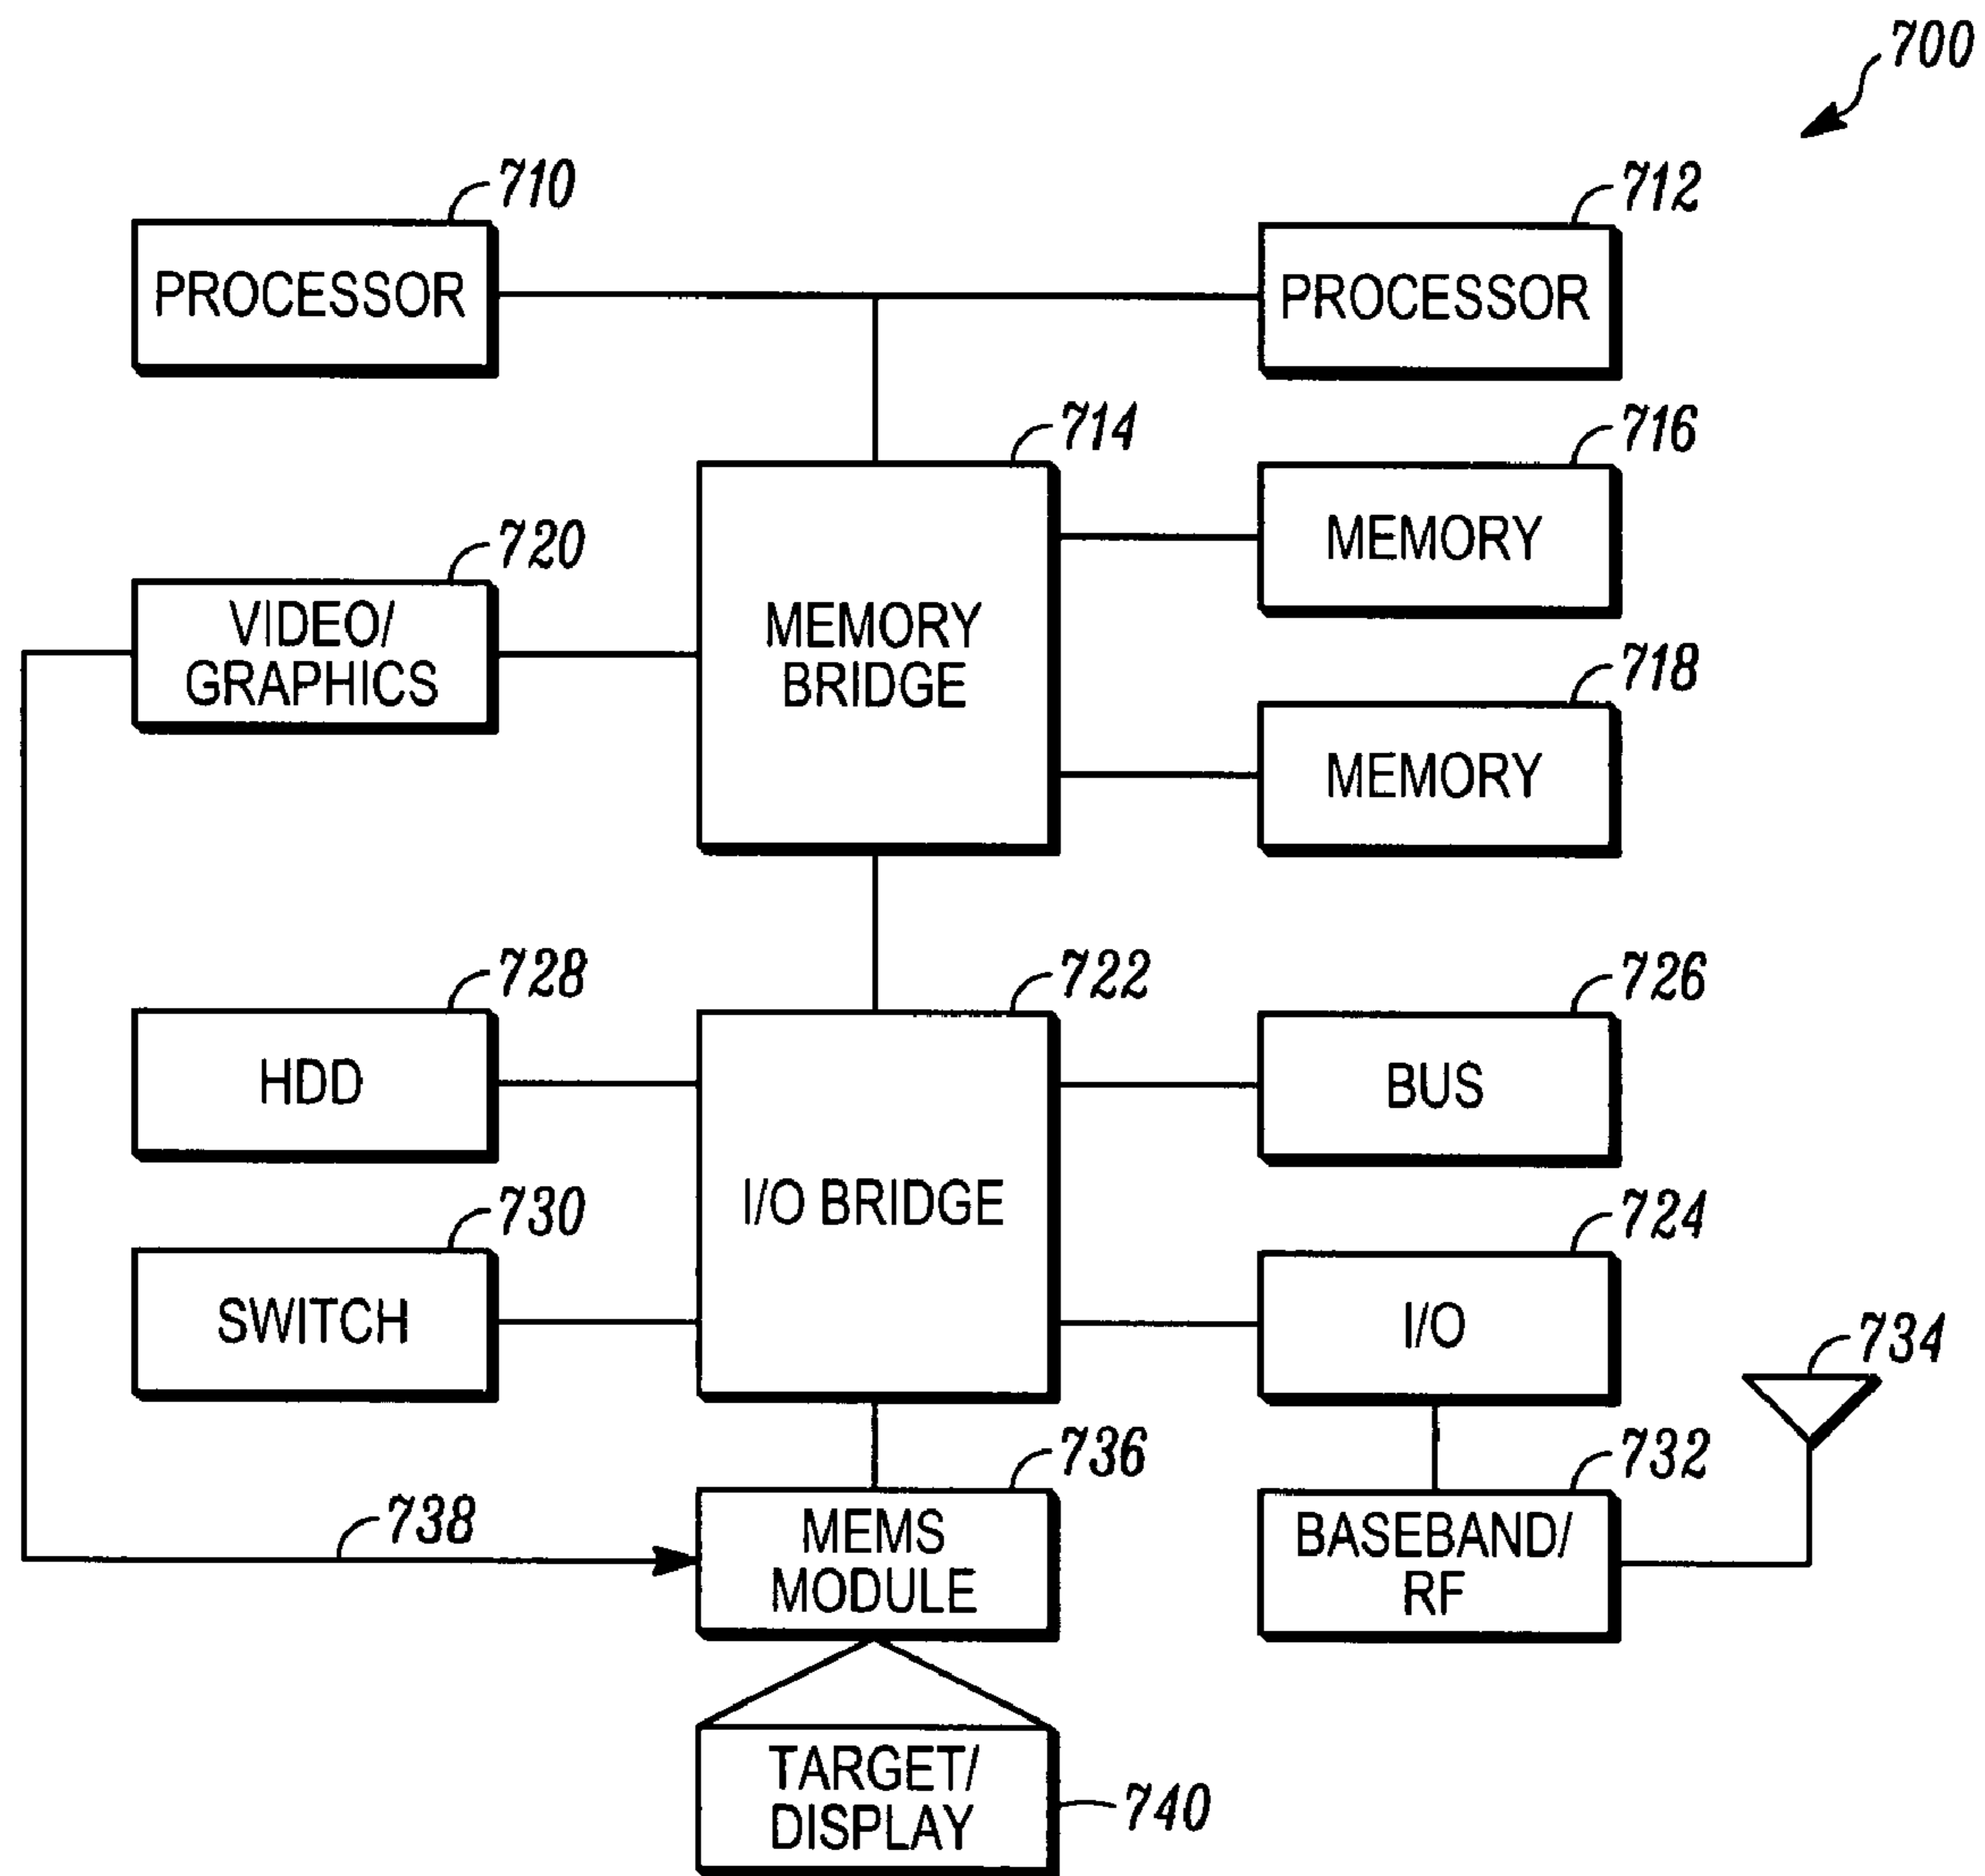 700
710
PROCESSOR
712
PROCESSOR
714
MEMORY
BRIDGE
716
MEMORY
720
VIDEO/
GRAPHICS
718
MEMORY
728
HDD
722
I/O BRIDGE
726
BUS
730
SWITCH
724
I/O
734
736
MEMS
MODULE
732
BASEBAND/
RF
738
TARGET/
DISPLAY
740